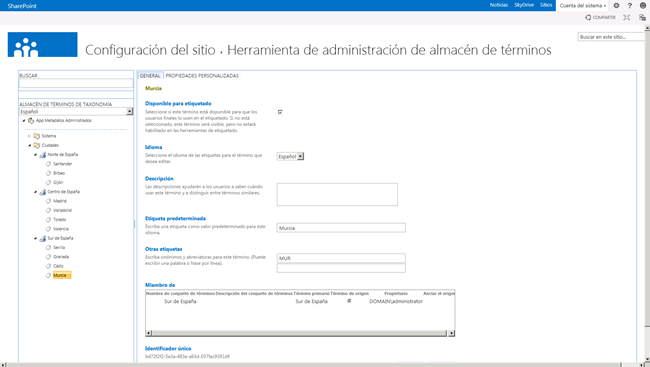 SharePoint
Noticias SkyDrive Sitios Cuenta del sistema ?
COMPARTIR
Configuración del sitio › Herramienta de administración de almacén de términos
Buscar en este sitio...
BUSCAR
ALMACÉN DE TÉRMINOS DE TAXONOMÍA
Español
App Metadatos Administrados
Sistema
Ciudades
Norte de España
Santander
Bilbao
Gijón
Centro de España
Madrid
Valladolid
Toledo
Valencia
Sur de España
Sevilla
Granada
Cádiz
Murcia
GENERAL PROPIEDADES PERSONALIZADAS
Murcia
Disponible para etiquetado
Seleccione si este término está disponible para que los
usuarios finales lo usen en el etiquetado. Si no está
seleccionado, este término será visible, pero no estará
habilitado en las herramientas de etiquetado.
Idioma
Seleccione el idioma de las etiquetas para el término que
desea editar.
Español
Descripción
Las descripciones ayudarán a los usuarios a saber cuándo
usar este término y a distinguir entre términos similares.
Etiqueta predeterminada
Escriba una etiqueta como valor predeterminado para este
idioma.
Murcia
Otras etiquetas
Escriba sinónimos y abreviaturas para este término. (Puede
escribir una palabra o frase por línea).
MUR
Miembro de
Nombre de conjunto de términos Descripción del conjunto de términos Término primario Término de origen Propietario
Sur de España Sur de España DOMAIN\administrator
Identificador único